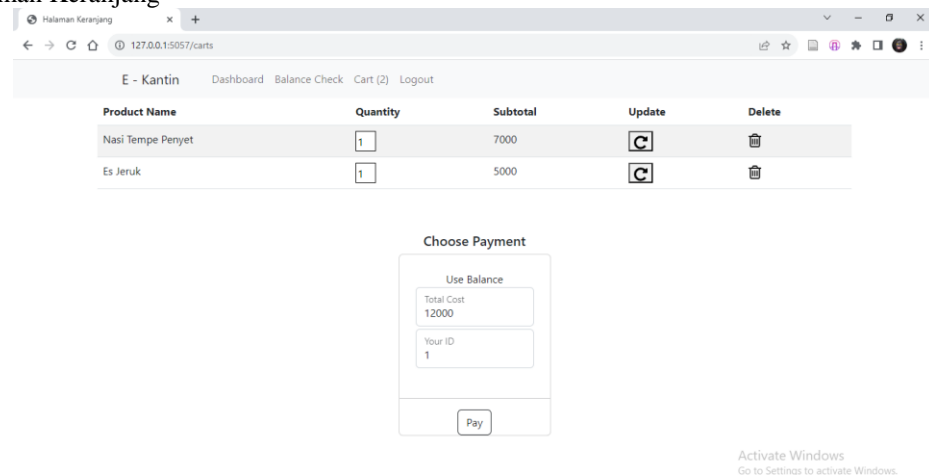 Halaman Keranjang
127.0.0.1:5057/carts
E - Kantin Dashboard Balance Check Cart (2) Logout
Product Name Quantity Subtotal Update Delete
Nasi Tempe Penyet 1 7000
Es Jeruk 1 5000
Choose Payment
Use Balance
Total Cost
12000
Your ID
1
Pay
Activate Windows
Go to Settings to activate Windows.